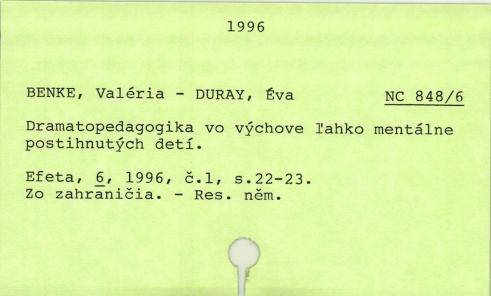 1996
BENKE, Valéria - DURAY, Éva NC 848/6
Dramatopedagogika vo výchove ľahko mentálne
postihnutých detí.
Efeta, 6, 1996, č.1, s.22-23.
Zo zahraničia. - Res. něm.